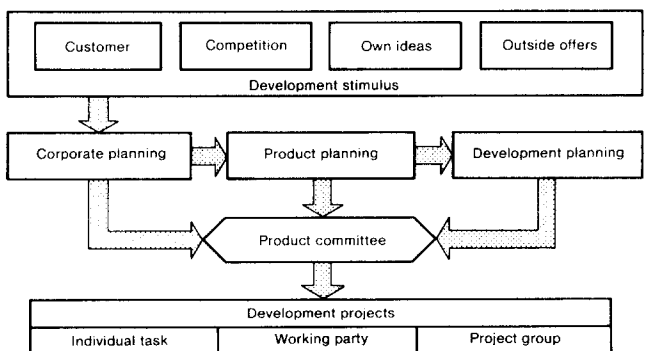 Customer
Competition
Own ideas
Outside offers
Development stimulus
Corporate planning
Product planning
Development planning
Product committee
Development projects
Individual task
Working party
Project group